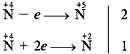 +4 +5
N − e ⟶ N | 2
+4 +2
N + 2e ⟶ N | 1